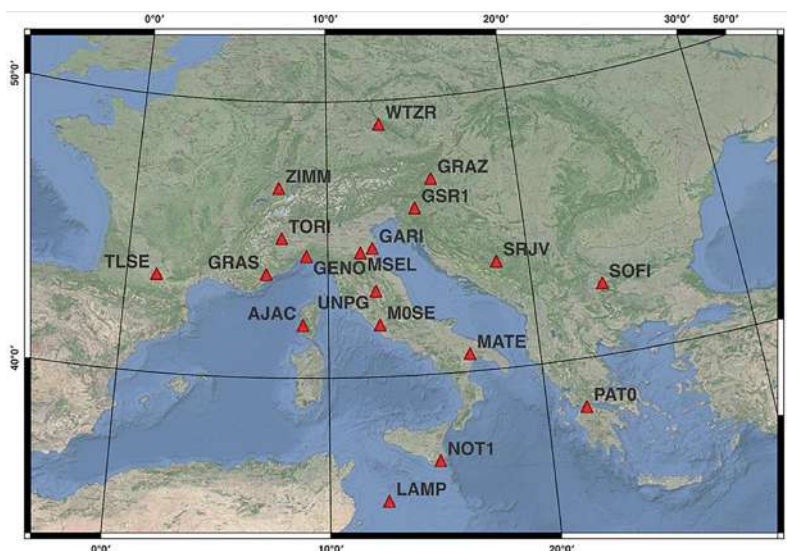 0°0' 10°0' 20°0' 30°0' 50°0'
50°0'
WTZR
GRAZ
ZIMM
GSR1
TORI
GARI
TLSE
GRAS
GENO
MSEL
SRJV
SOFI
UNPG
AJAC
M0SE
MATE
40°0'
40°0'
PAT0
NOT1
LAMP
0°0' 10°0' 20°0'